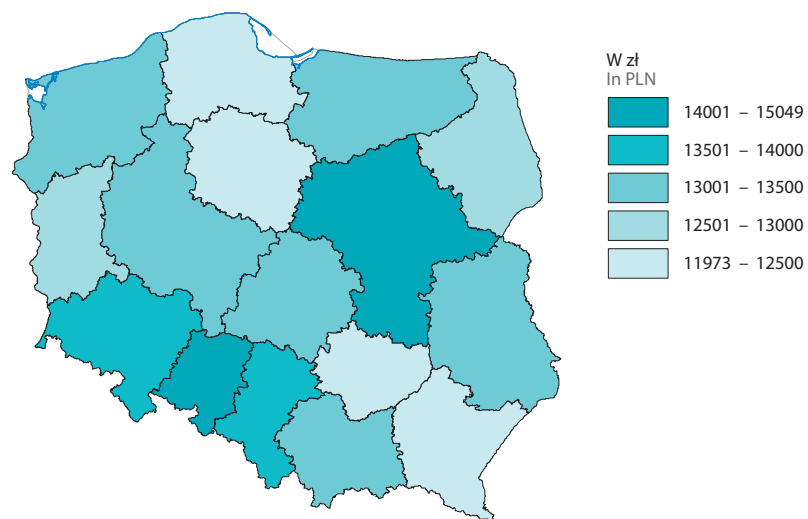 W zł
In PLN
14001 – 15049
13501 – 14000
13001 – 13500
12501 – 13000
11973 – 12500